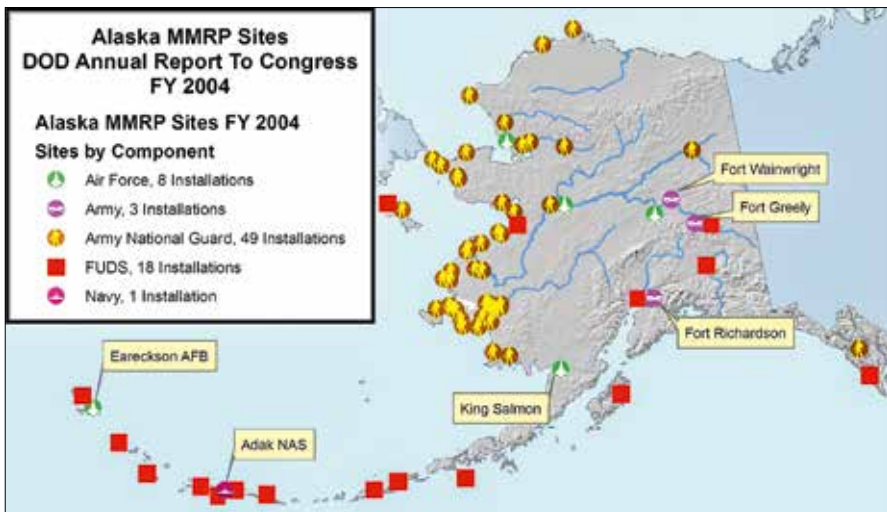 Alaska MMRP Sites
DOD Annual Report To Congress
FY 2004
Alaska MMRP Sites FY 2004
Sites by Component
Air Force, 8 Installations
Army, 3 Installations
Army National Guard, 49 Installations
FUDS, 18 Installations
Navy, 1 Installation
Fort Wainwright
Fort Greely
Fort Richardson
Eareckson AFB
King Salmon
Adak NAS